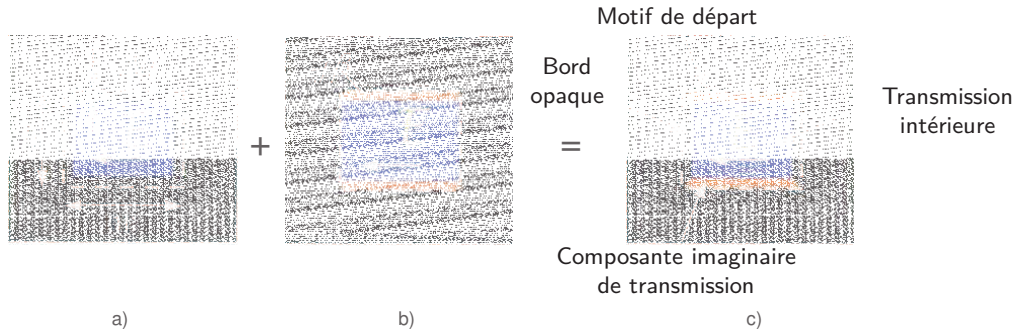 Motif de départ
Bord
opaque
Transmission
intérieure
+
=
Composante imaginaire
de transmission
a)
b)
c)